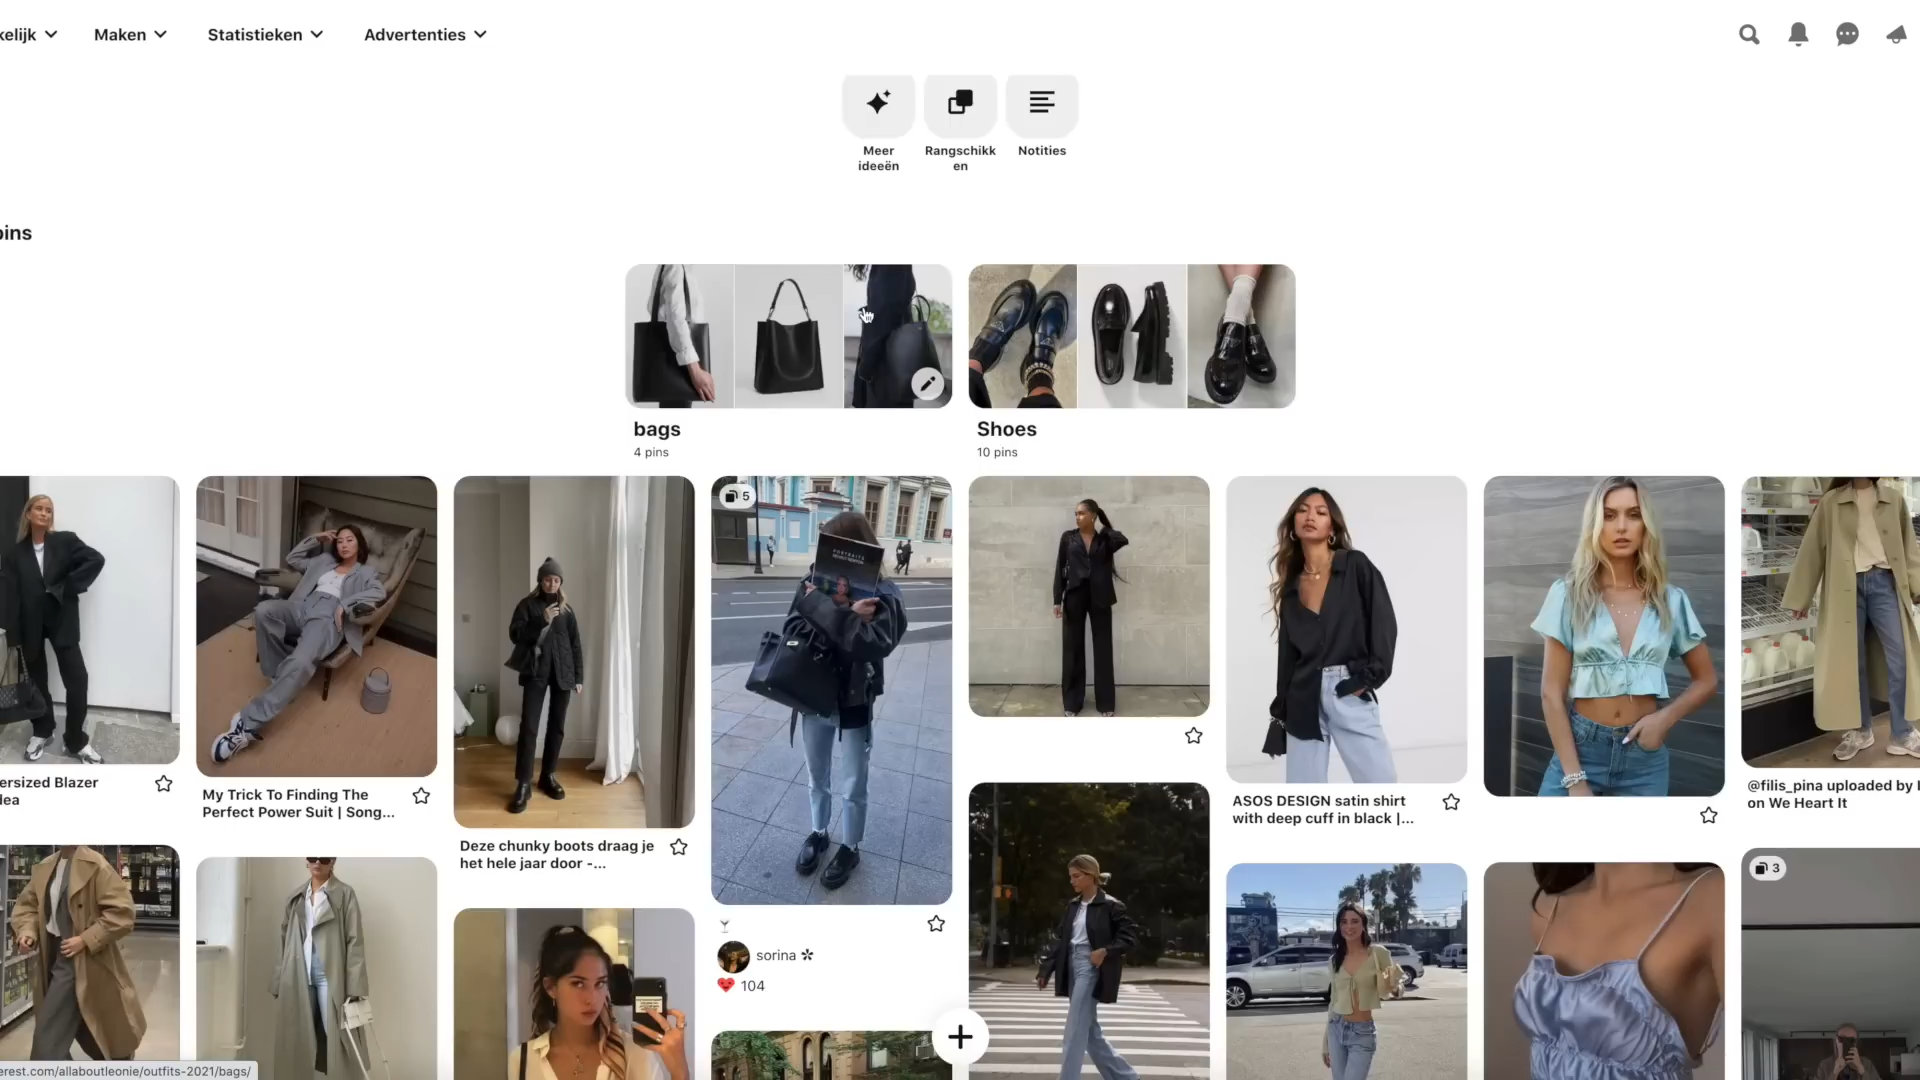 kelijk
Maken
Statistieken
Advertenties
Meer
ideeën
Rangschikk
en
Notities
pins
bags
4 pins
Shoes
10 pins
5
PORTRAITS
ersized Blazer
dea
My Trick To Finding The
Perfect Power Suit | Song...
Deze chunky boots draag je
het hele jaar door -...
sorina ✲
104
ASOS DESIGN satin shirt
with deep cuff in black |...
@filis_pina uploaded by
on We Heart It
3
erest.com/allaboutleonie/outfits-2021/bags/